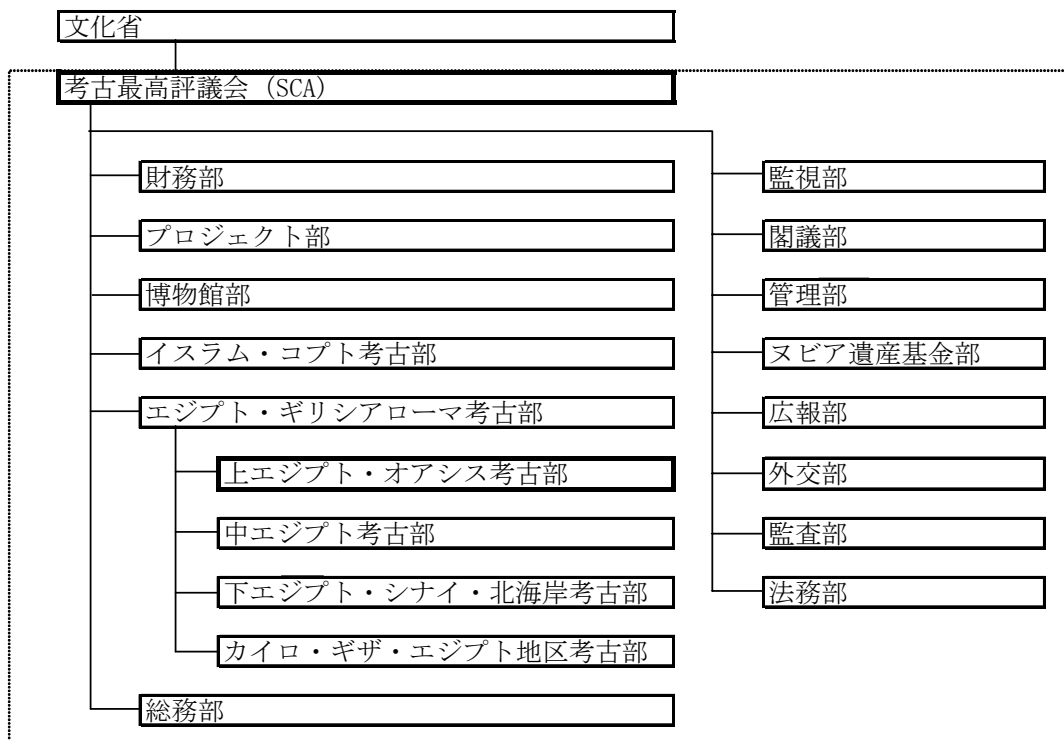 文化省
考古最高評議会 (SCA)
財務部
プロジェクト部
博物館部
イスラム・コプト考古部
エジプト・ギリシアローマ考古部
上エジプト・オアシス考古部
中エジプト考古部
下エジプト・シナイ・北海岸考古部
カイロ・ギザ・エジプト地区考古部
総務部
監視部
閣議部
管理部
ヌビア遺産基金部
広報部
外交部
監査部
法務部